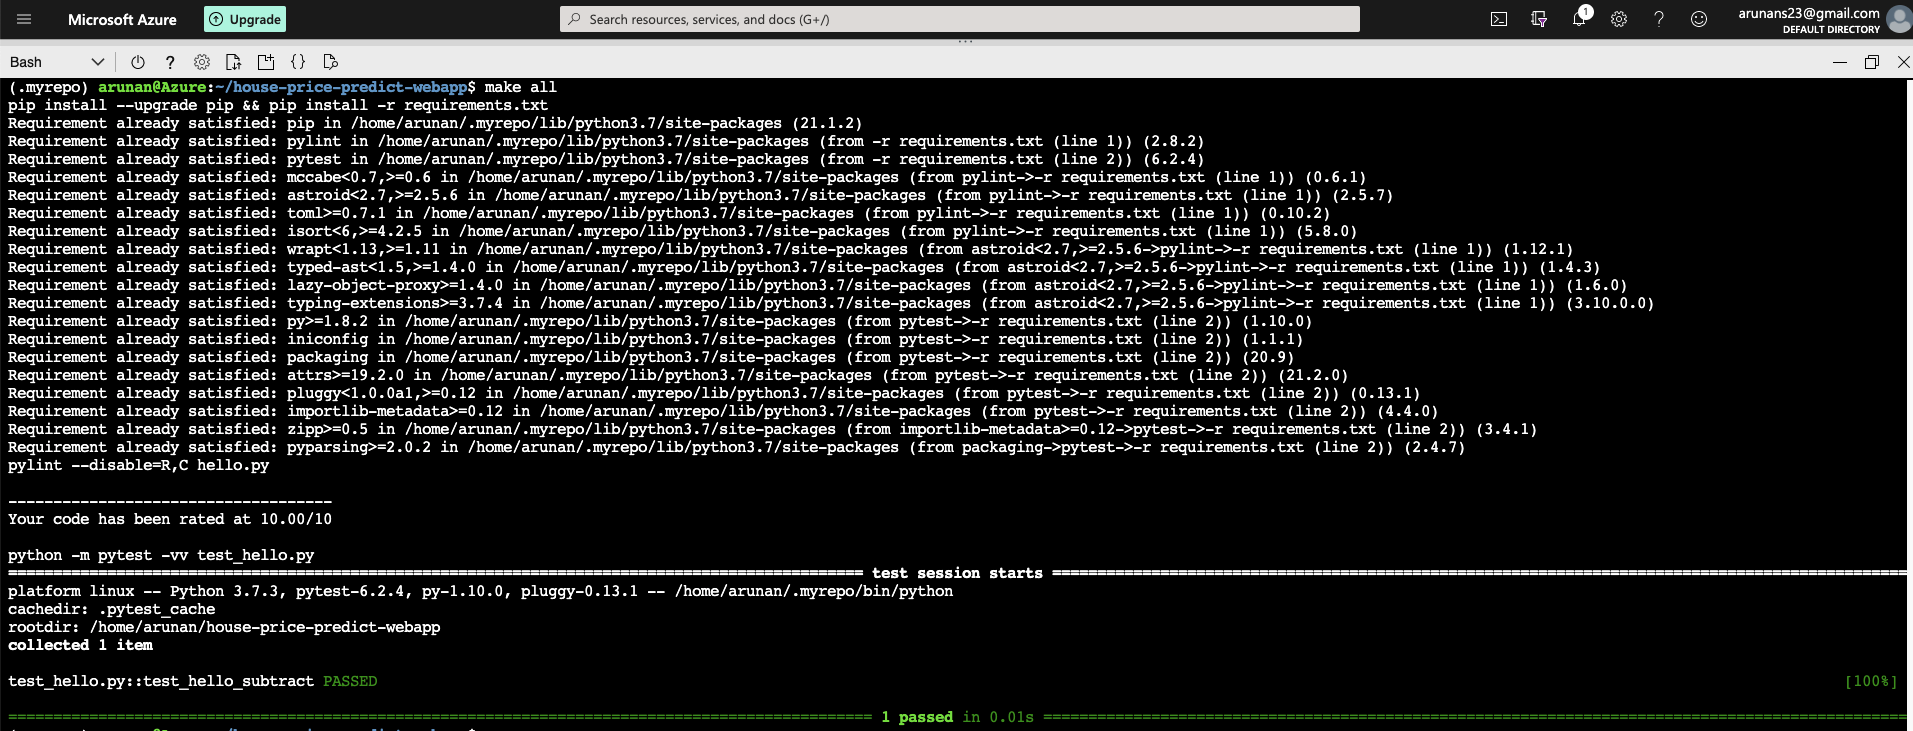 Microsoft Azure
Upgrade
Search resources, services, and docs (G+/)
1
arunans23@gmail.com
DEFAULT DIRECTORY
Bash
(.myrepo) arunan@Azure:~/house-price-predict-webapp$ make all
pip install --upgrade pip && pip install -r requirements.txt
Requirement already satisfied: pip in /home/arunan/.myrepo/lib/python3.7/site-packages (21.1.2)
Requirement already satisfied: pylint in /home/arunan/.myrepo/lib/python3.7/site-packages (from -r requirements.txt (line 1)) (2.8.2)
Requirement already satisfied: pytest in /home/arunan/.myrepo/lib/python3.7/site-packages (from -r requirements.txt (line 2)) (6.2.4)
Requirement already satisfied: mccabe<0.7,>=0.6 in /home/arunan/.myrepo/lib/python3.7/site-packages (from pylint->-r requirements.txt (line 1)) (0.6.1)
Requirement already satisfied: astroid<2.7,>=2.5.6 in /home/arunan/.myrepo/lib/python3.7/site-packages (from pylint->-r requirements.txt (line 1)) (2.5.7)
Requirement already satisfied: toml>=0.7.1 in /home/arunan/.myrepo/lib/python3.7/site-packages (from pylint->-r requirements.txt (line 1)) (0.10.2)
Requirement already satisfied: isort<6,>=4.2.5 in /home/arunan/.myrepo/lib/python3.7/site-packages (from pylint->-r requirements.txt (line 1)) (5.8.0)
Requirement already satisfied: wrapt<1.13,>=1.11 in /home/arunan/.myrepo/lib/python3.7/site-packages (from astroid<2.7,>=2.5.6->pylint->-r requirements.txt (line 1)) (1.12.1)
Requirement already satisfied: typed-ast<1.5,>=1.4.0 in /home/arunan/.myrepo/lib/python3.7/site-packages (from astroid<2.7,>=2.5.6->pylint->-r requirements.txt (line 1)) (1.4.3)
Requirement already satisfied: lazy-object-proxy>=1.4.0 in /home/arunan/.myrepo/lib/python3.7/site-packages (from astroid<2.7,>=2.5.6->pylint->-r requirements.txt (line 1)) (1.6.0)
Requirement already satisfied: typing-extensions>=3.7.4 in /home/arunan/.myrepo/lib/python3.7/site-packages (from astroid<2.7,>=2.5.6->pylint->-r requirements.txt (line 1)) (3.10.0.0)
Requirement already satisfied: py>=1.8.2 in /home/arunan/.myrepo/lib/python3.7/site-packages (from pytest->-r requirements.txt (line 2)) (1.10.0)
Requirement already satisfied: iniconfig in /home/arunan/.myrepo/lib/python3.7/site-packages (from pytest->-r requirements.txt (line 2)) (1.1.1)
Requirement already satisfied: packaging in /home/arunan/.myrepo/lib/python3.7/site-packages (from pytest->-r requirements.txt (line 2)) (20.9)
Requirement already satisfied: attrs>=19.2.0 in /home/arunan/.myrepo/lib/python3.7/site-packages (from pytest->-r requirements.txt (line 2)) (21.2.0)
Requirement already satisfied: pluggy<1.0.0a1,>=0.12 in /home/arunan/.myrepo/lib/python3.7/site-packages (from pytest->-r requirements.txt (line 2)) (0.13.1)
Requirement already satisfied: importlib-metadata>=0.12 in /home/arunan/.myrepo/lib/python3.7/site-packages (from pytest->-r requirements.txt (line 2)) (4.4.0)
Requirement already satisfied: zipp>=0.5 in /home/arunan/.myrepo/lib/python3.7/site-packages (from importlib-metadata>=0.12->pytest->-r requirements.txt (line 2)) (3.4.1)
Requirement already satisfied: pyparsing>=2.0.2 in /home/arunan/.myrepo/lib/python3.7/site-packages (from packaging->pytest->-r requirements.txt (line 2)) (2.4.7)
pylint --disable=R,C hello.py
------------------------------------
Your code has been rated at 10.00/10
python -m pytest -vv test_hello.py
=============================================================================================== test session starts ===============================================================================================
platform linux -- Python 3.7.3, pytest-6.2.4, py-1.10.0, pluggy-0.13.1 -- /home/arunan/.myrepo/bin/python
cachedir: .pytest_cache
rootdir: /home/arunan/house-price-predict-webapp
collected 1 item
test_hello.py::test_hello_subtract PASSED [100%]
================================================================================================ 1 passed in 0.01s ================================================================================================